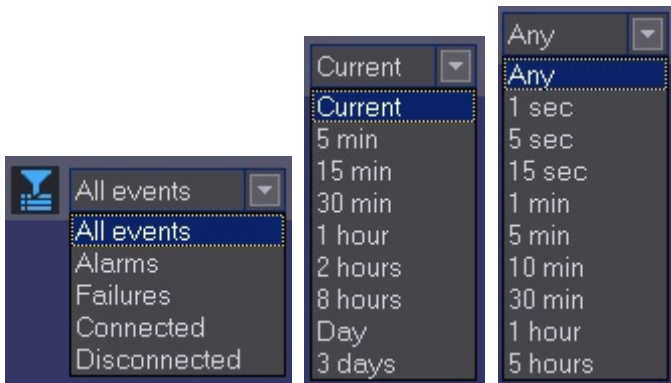 All events
All events
Alarms
Failures
Connected
Disconnected
Current
Current
5 min
15 min
30 min
1 hour
2 hours
8 hours
Day
3 days
Any
Any
1 sec
5 sec
15 sec
1 min
5 min
10 min
30 min
1 hour
5 hours